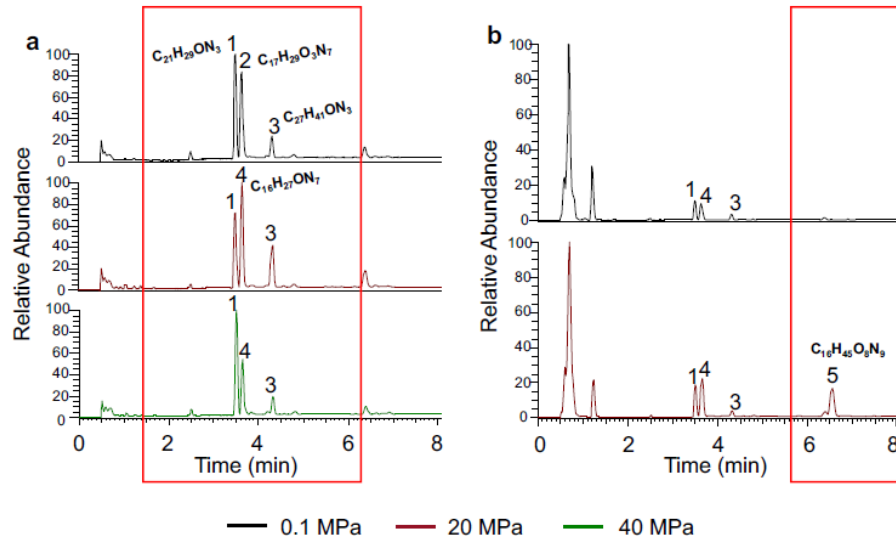 a
C₂₁H₂₉ON₃ 1
2 C₁₇H₂₉O₃N₇
3 C₂₇H₄₁ON₃
100
80
60
40
20
0
1 4 C₁₆H₂₇ON₇
3
100
80
60
40
20
0
1
4
3
100
80
60
40
20
0
Relative Abundance
0 2 4 6 8
Time (min)
b
100
80
60
40
20
0
1 4 3
100
80
60
40
20
0
1 4 3
C₁₆H₄₅O₈N₉
5
Relative Abundance
0 2 4 6 8
Time (min)
0.1 MPa 20 MPa 40 MPa